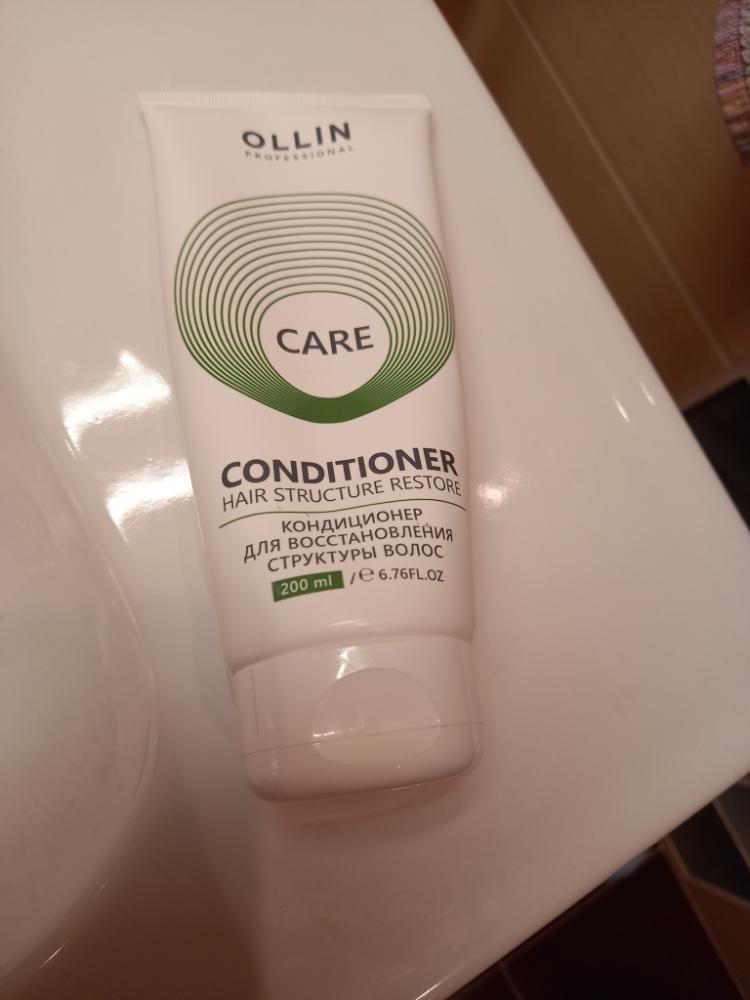 OLLIN
PROFESSIONAL
CARE
CONDITIONER
HAIR STRUCTURE RESTORE
КОНДИЦИОНЕР
ДЛЯ ВОССТАНОВЛЕНИЯ
СТРУКТУРЫ ВОЛОС
200 ml / ℮ 6.76FL.OZ